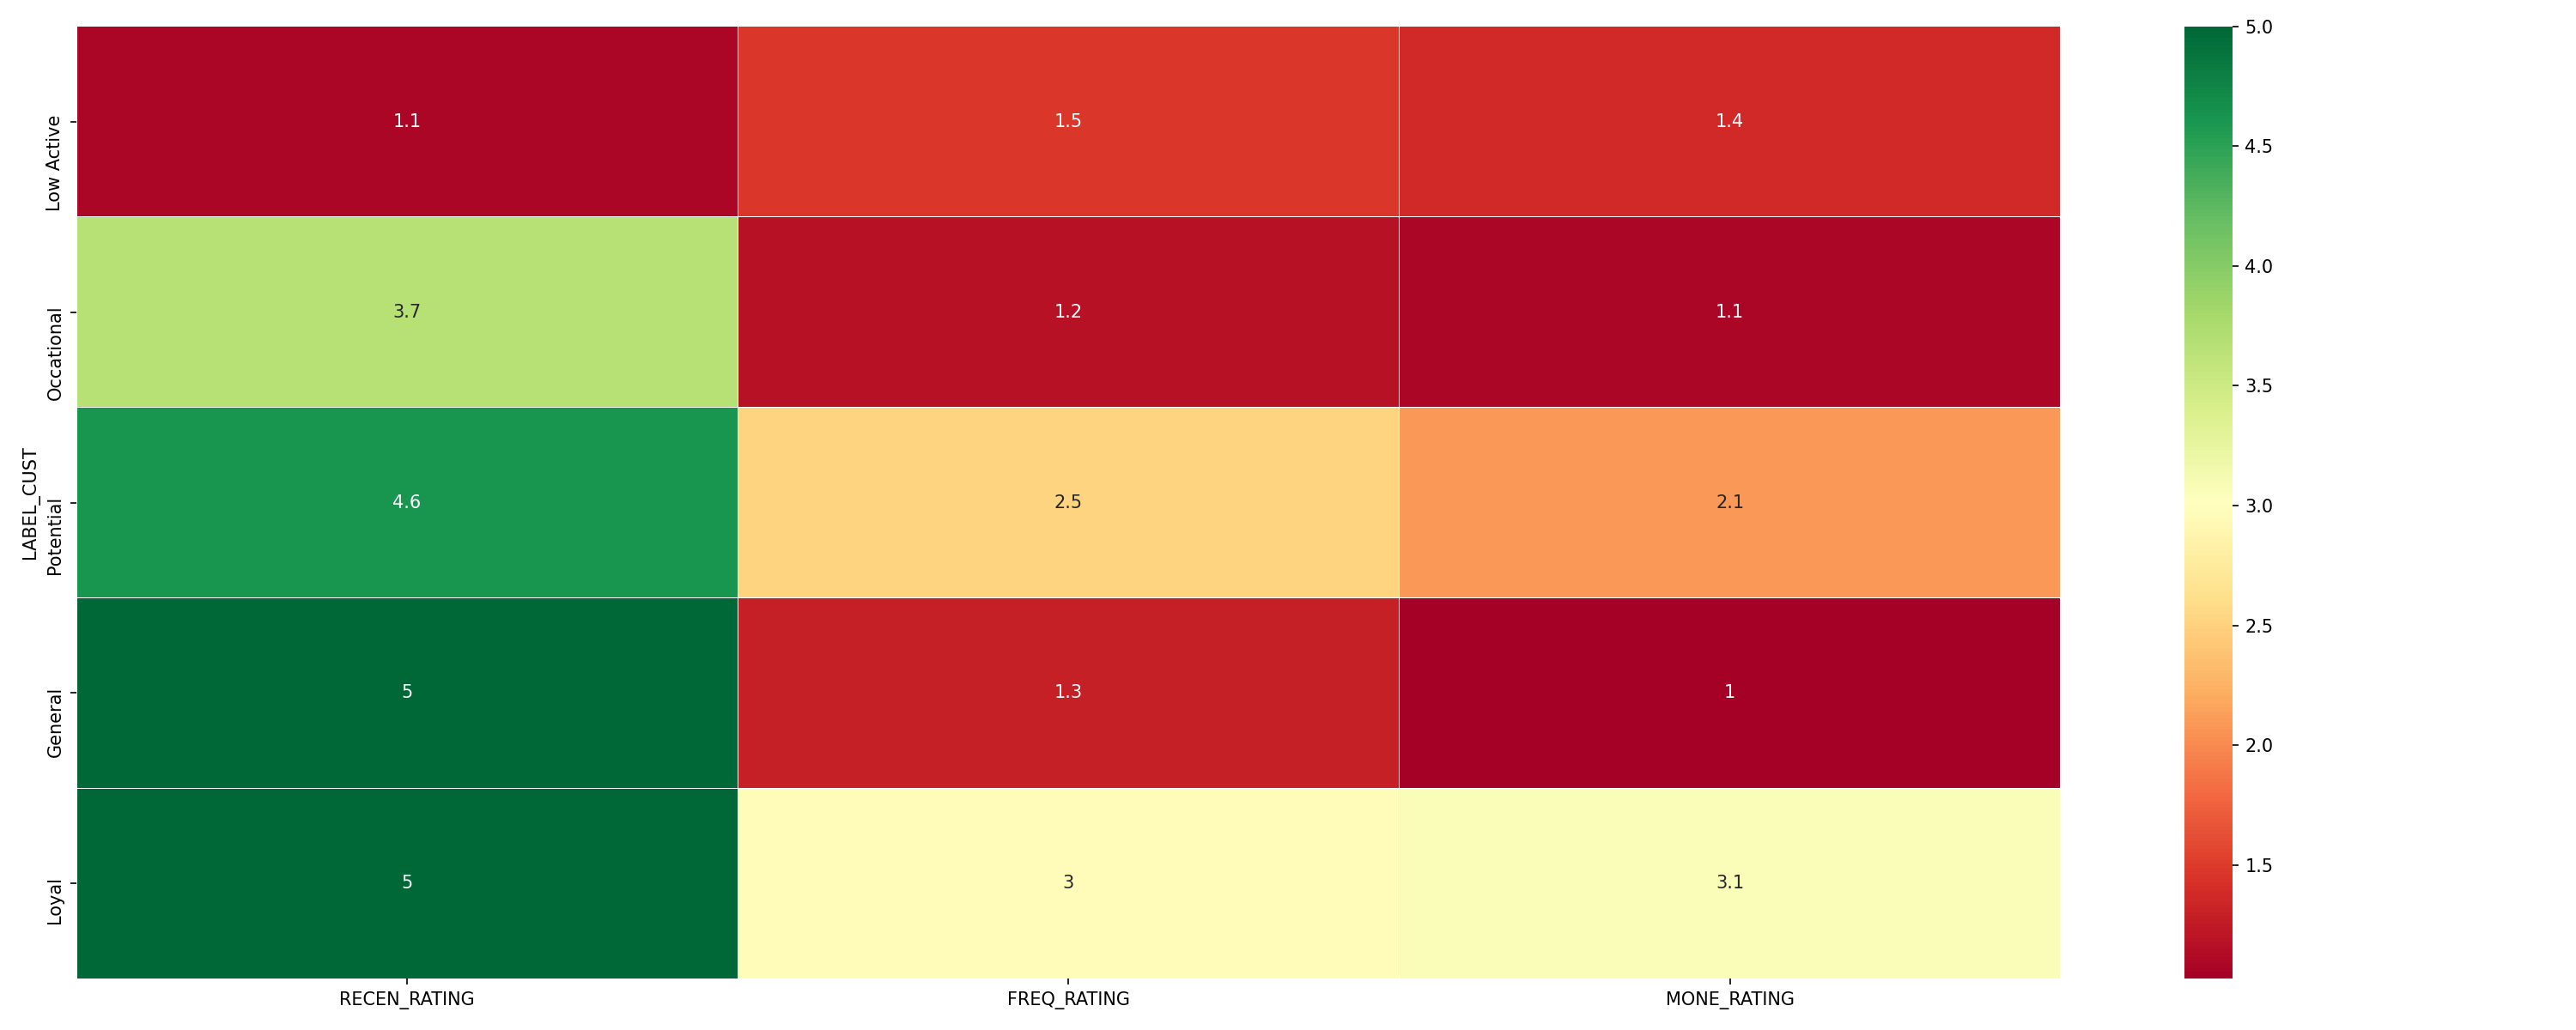 LABEL_CUST
Low Active
1.1
1.5
1.4
Occational
3.7
1.2
1.1
Potential
4.6
2.5
2.1
General
5
1.3
1
Loyal
5
3
3.1
RECEN_RATING
FREQ_RATING
MONE_RATING
5.0
4.5
4.0
3.5
3.0
2.5
2.0
1.5